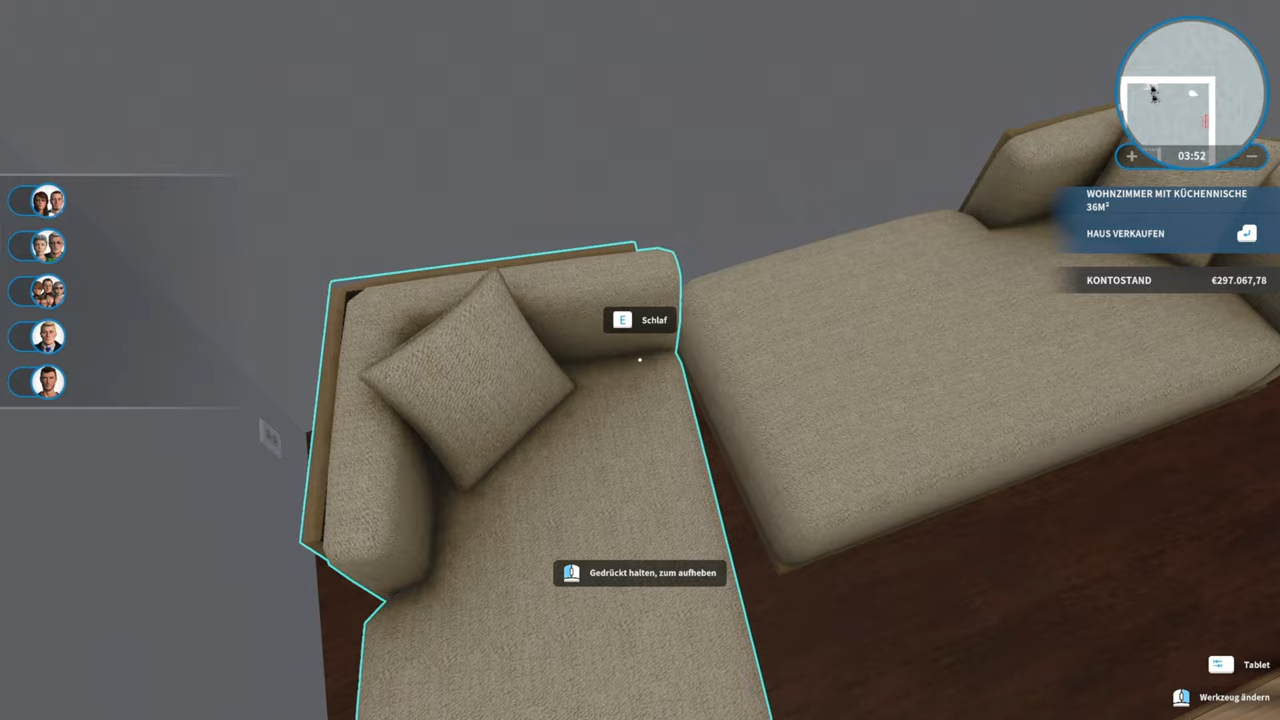 03:52
WOHNZIMMER MIT KÜCHENNISCHE
36M²
HAUS VERKAUFEN
KONTOSTAND €297.067,78
E Schlaf
Gedrückt halten, zum aufheben
Tablet
Werkzeug ändern